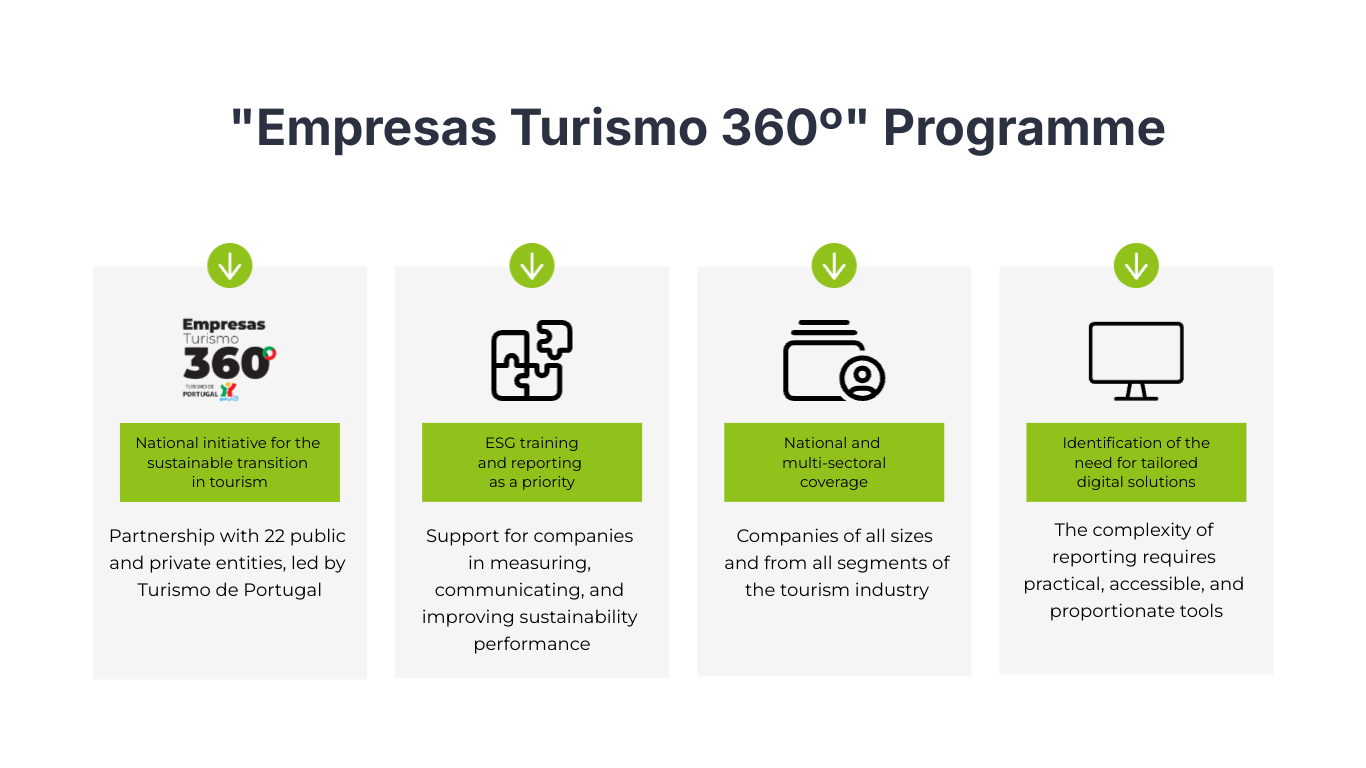 "Empresas Turismo 360º" Programme
Empresas
Turismo
360º
TURISMO DE
PORTUGAL
National initiative for the
sustainable transition
in tourism
Partnership with 22 public
and private entities, led by
Turismo de Portugal
ESG training
and reporting
as a priority
Support for companies
in measuring,
communicating, and
improving sustainability
performance
National and
multi-sectoral
coverage
Companies of all sizes
and from all segments of
the tourism industry
Identification of the
need for tailored
digital solutions
The complexity of
reporting requires
practical, accessible, and
proportionate tools